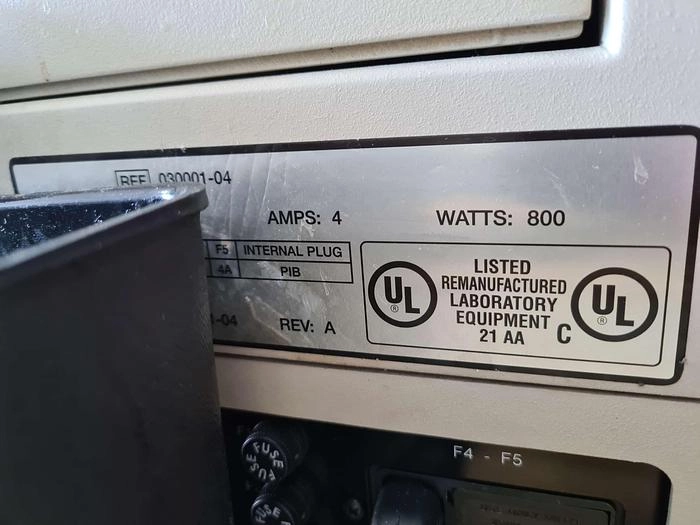 REF 030001-04
AMPS: 4 WATTS: 800
F5 INTERNAL PLUG
4A PIB
-04 REV: A
UL ®
LISTED
REMANUFACTURED
LABORATORY
EQUIPMENT
21 AA
C UL ®
F4 - F5
FUSE
FUSE